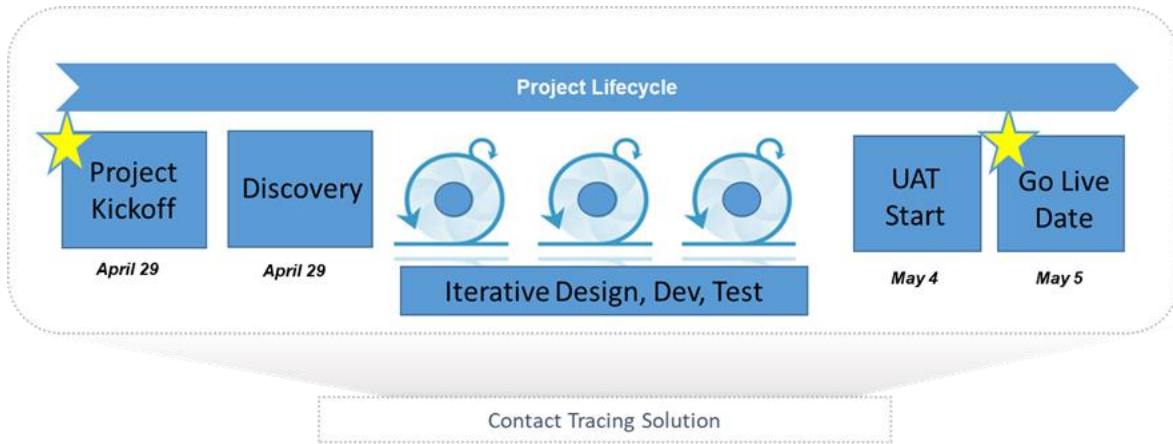 Project Lifecycle
Project
Kickoff
April 29
Discovery
April 29
Iterative Design, Dev, Test
UAT
Start
May 4
Go Live
Date
May 5
Contact Tracing Solution